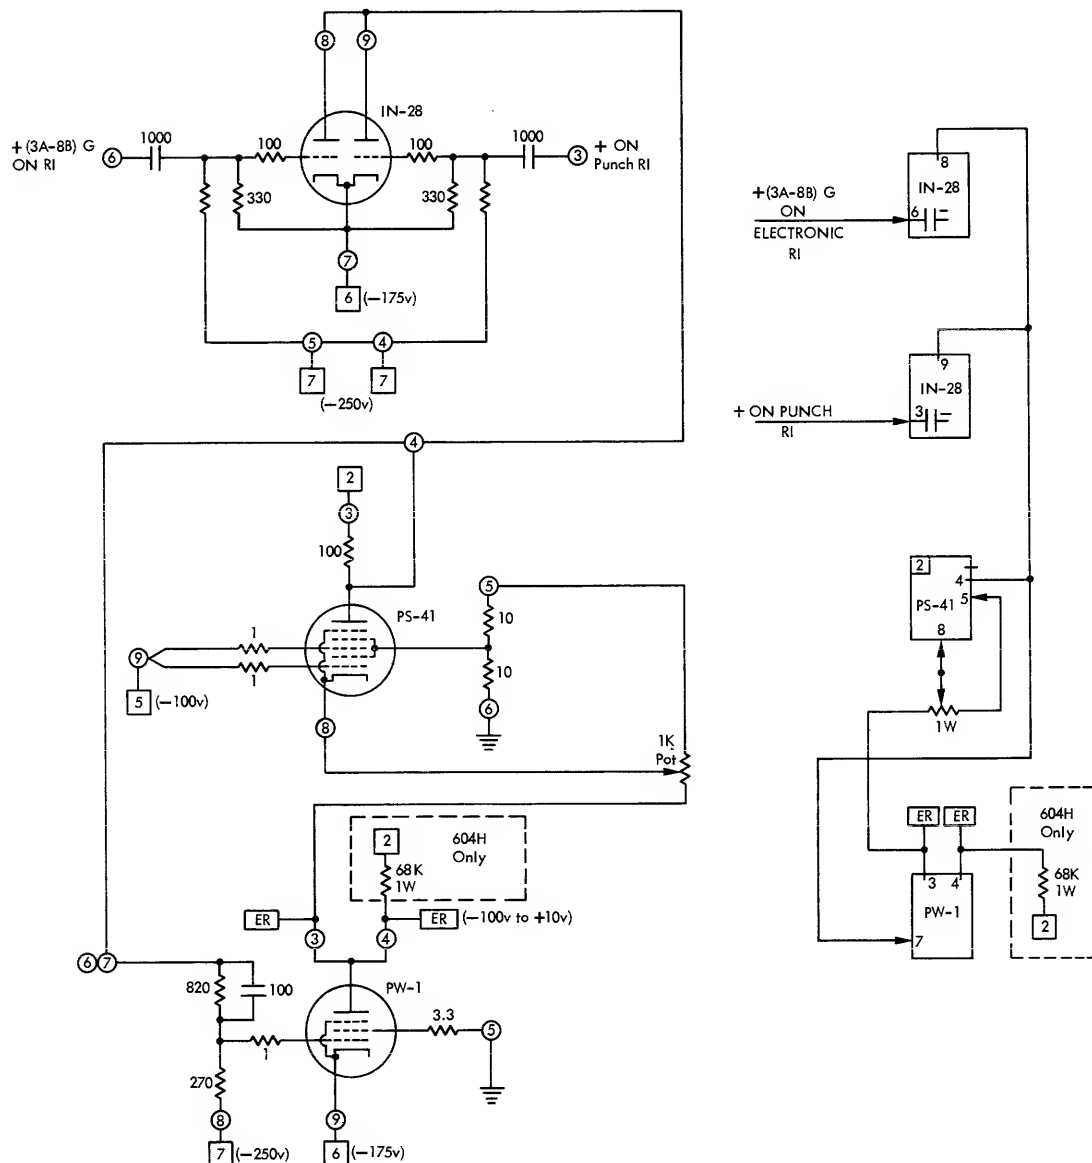 8
9
IN-28
+(3A-8B) G
ON RI
6
1000
100
100
1000
3
+ ON
Punch RI
330
330
7
6
(−175v)
5
4
7
7
(−250v)
4
2
3
100
PS-41
5
10
10
6
9
1
1
5
(−100v)
8
1K
Pot
2
604H
Only
68K
1W
ER
ER
(−100v to +10v)
3
4
6
7
820
100
PW-1
3.3
5
1
270
8
9
7
(−250v)
6
(−175v)
8
IN-28
6
+(3A-8B) G
ON
ELECTRONIC
RI
9
IN-28
3
+ ON PUNCH
RI
2
4
PS-41
5
8
1W
ER
ER
604H
Only
3
4
68K
1W
PW-1
2
7